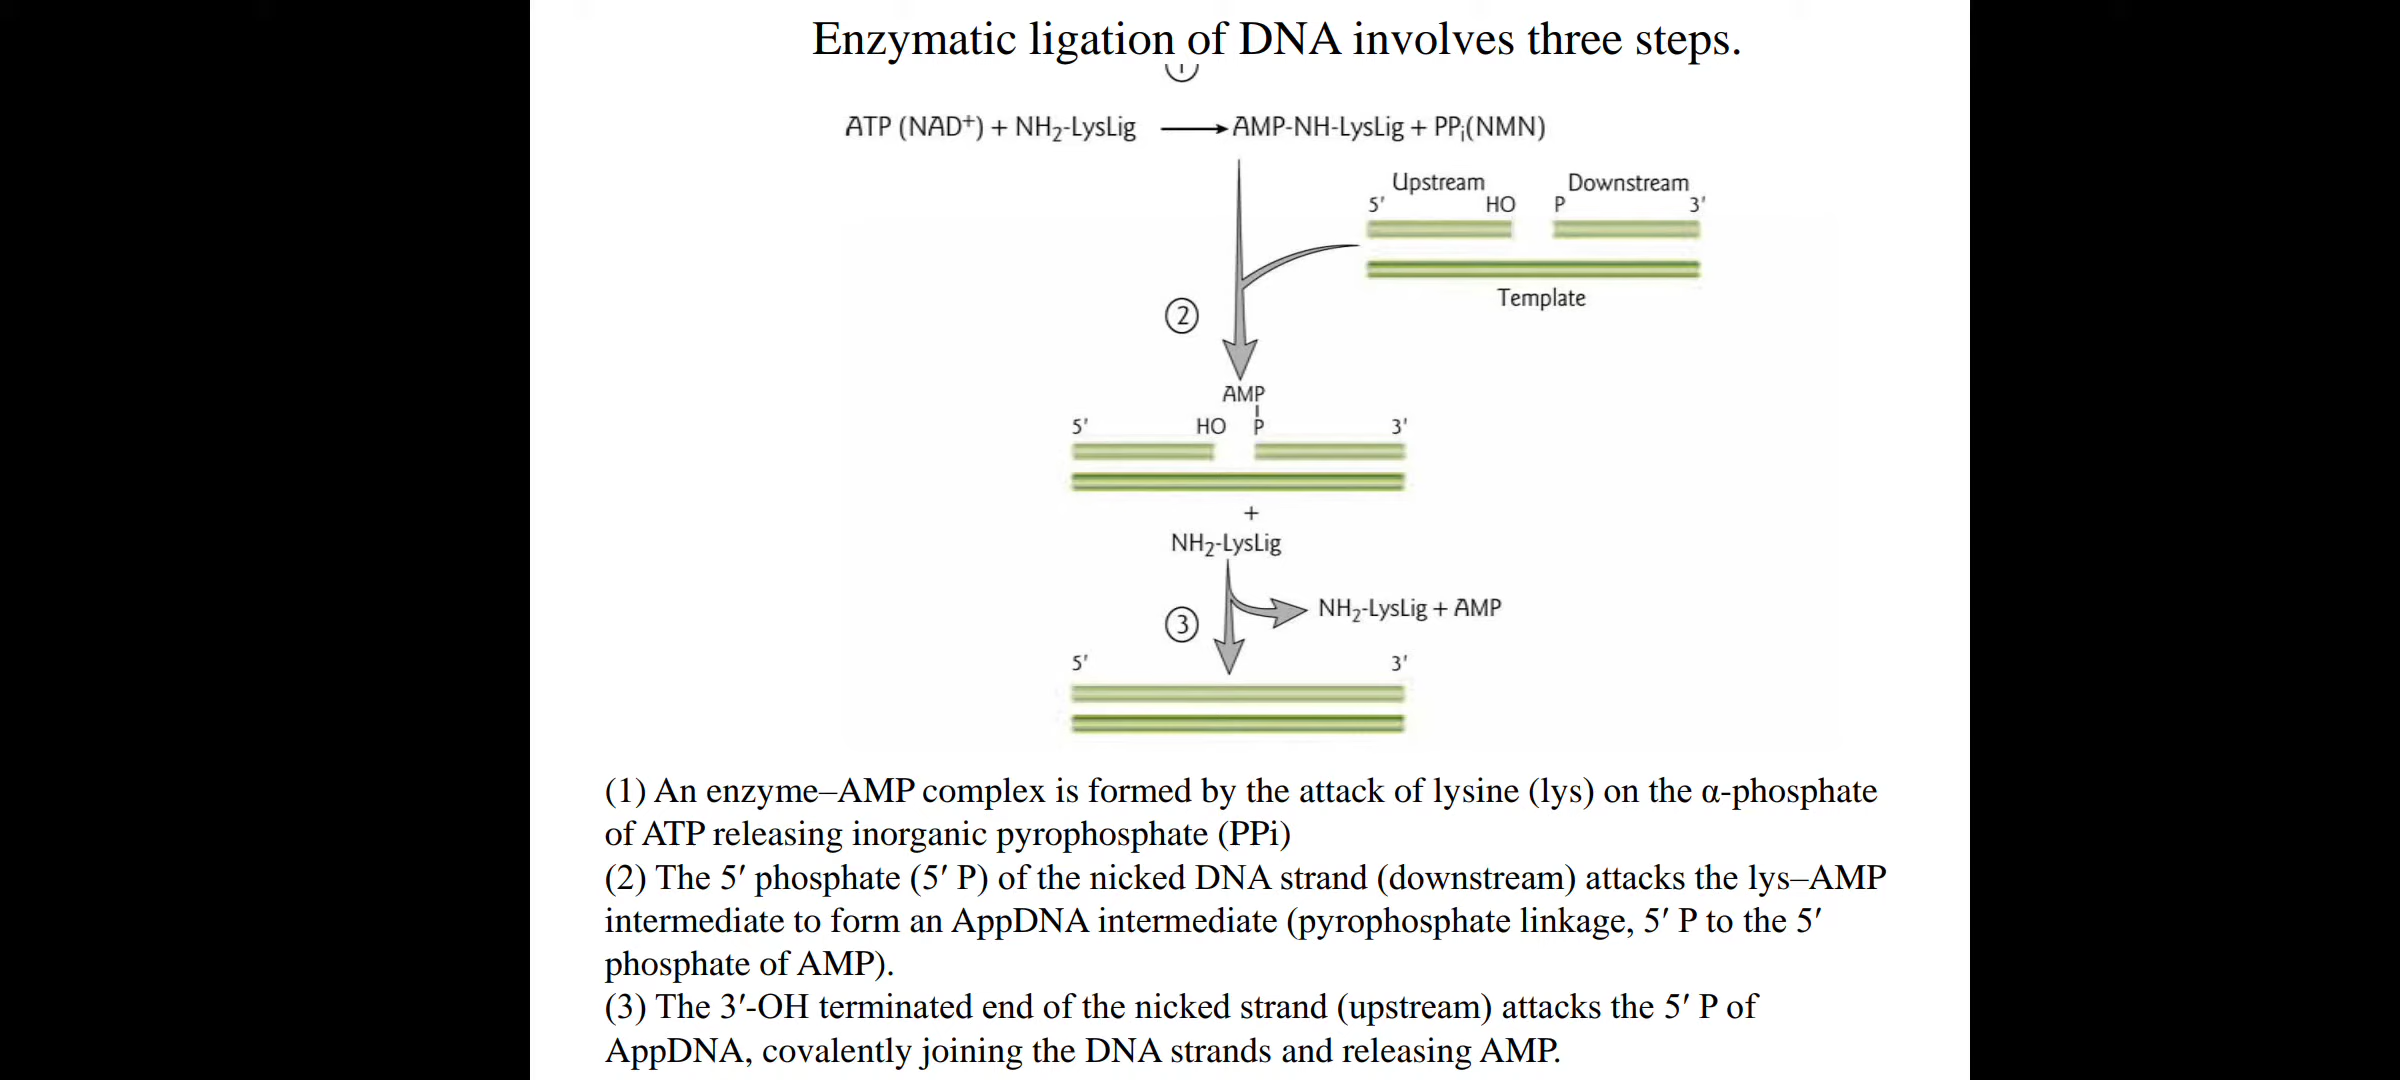 Enzymatic ligation of DNA involves three steps.
1
ATP (NAD⁺) + NH₂-LysLig → AMP-NH-LysLig + PPᵢ(NMN)
Upstream Downstream
5′ HO P 3′
Template
2
AMP
5′ HO P 3′
+
NH₂-LysLig
NH₂-LysLig + AMP
3
5′ 3′
(1) An enzyme–AMP complex is formed by the attack of lysine (lys) on the α-phosphate
of ATP releasing inorganic pyrophosphate (PPi)
(2) The 5′ phosphate (5′ P) of the nicked DNA strand (downstream) attacks the lys–AMP
intermediate to form an AppDNA intermediate (pyrophosphate linkage, 5′ P to the 5′
phosphate of AMP).
(3) The 3′-OH terminated end of the nicked strand (upstream) attacks the 5′ P of
AppDNA, covalently joining the DNA strands and releasing AMP.